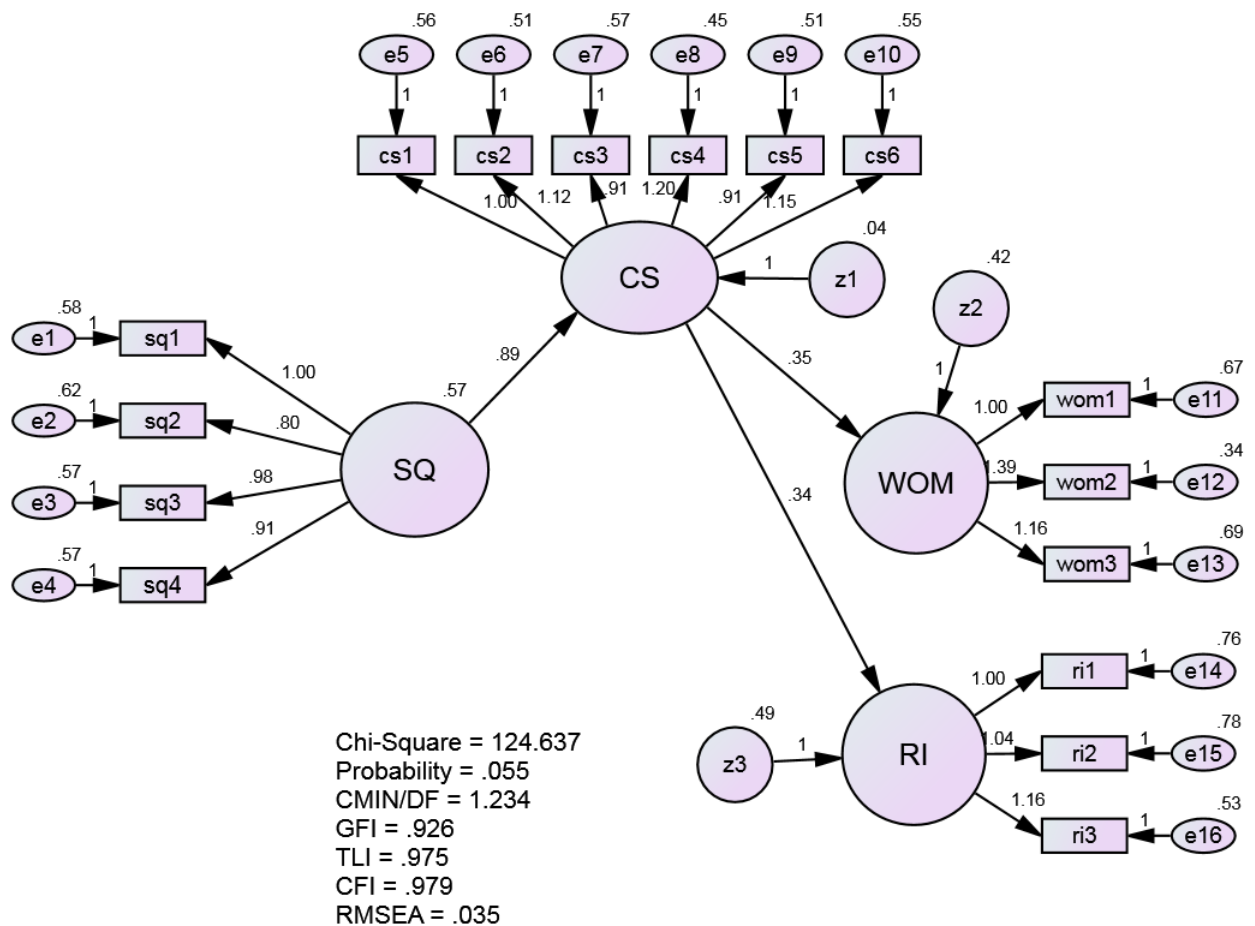 .56 .51 .57 .45 .51 .55
e5 e6 e7 e8 e9 e10
1 1 1 1 1 1
cs1 cs2 cs3 cs4 cs5 cs6
1.00 1.12 .91 1.20 .91 1.15
CS
1
z1
.04
z2
.42
1
.58
e1
1
sq1
1.00
.62
e2
1
sq2
.80
.57
e3
1
sq3
.98
.57
e4
1
sq4
.91
SQ
.57
.89
.35
.34
WOM
1.00
wom1
1
e11
.67
1.39
wom2
1
e12
.34
1.16
wom3
1
e13
.69
z3
.49
1
RI
1.00
ri1
1
e14
.76
1.04
ri2
1
e15
.78
1.16
ri3
1
e16
.53
Chi-Square = 124.637
Probability = .055
CMIN/DF = 1.234
GFI = .926
TLI = .975
CFI = .979
RMSEA = .035